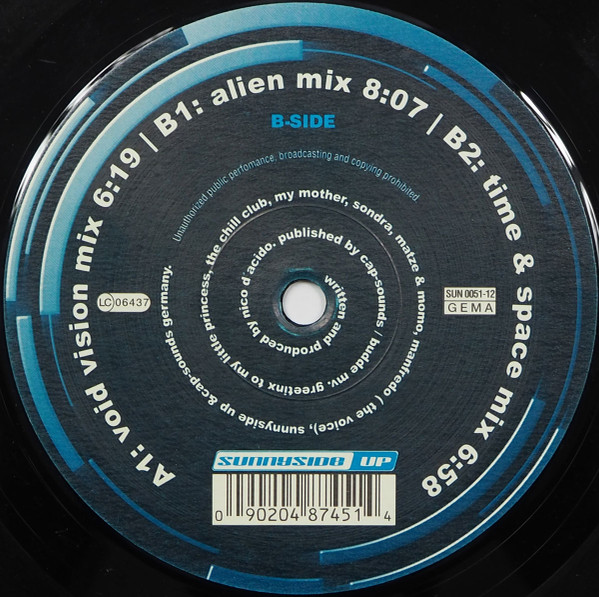 A1: void vision mix 6:19 | B1: alien mix 8:07 | B2: time & space mix 6:58
B-SIDE
Unauthorized public perfomance, broadcasting and copying prohibited
written and produced by nico d'acido. published by cap-sounds / budde mv. greetinx to my little princess, the chill club, my mother, sondra, matze & momo, manfredo ( the voice), sunnyside up &cap-sounds germany.
LC 06437
SUN 0051-12
GEMA
SUNNYSIDE UP
0 90204 87451 4